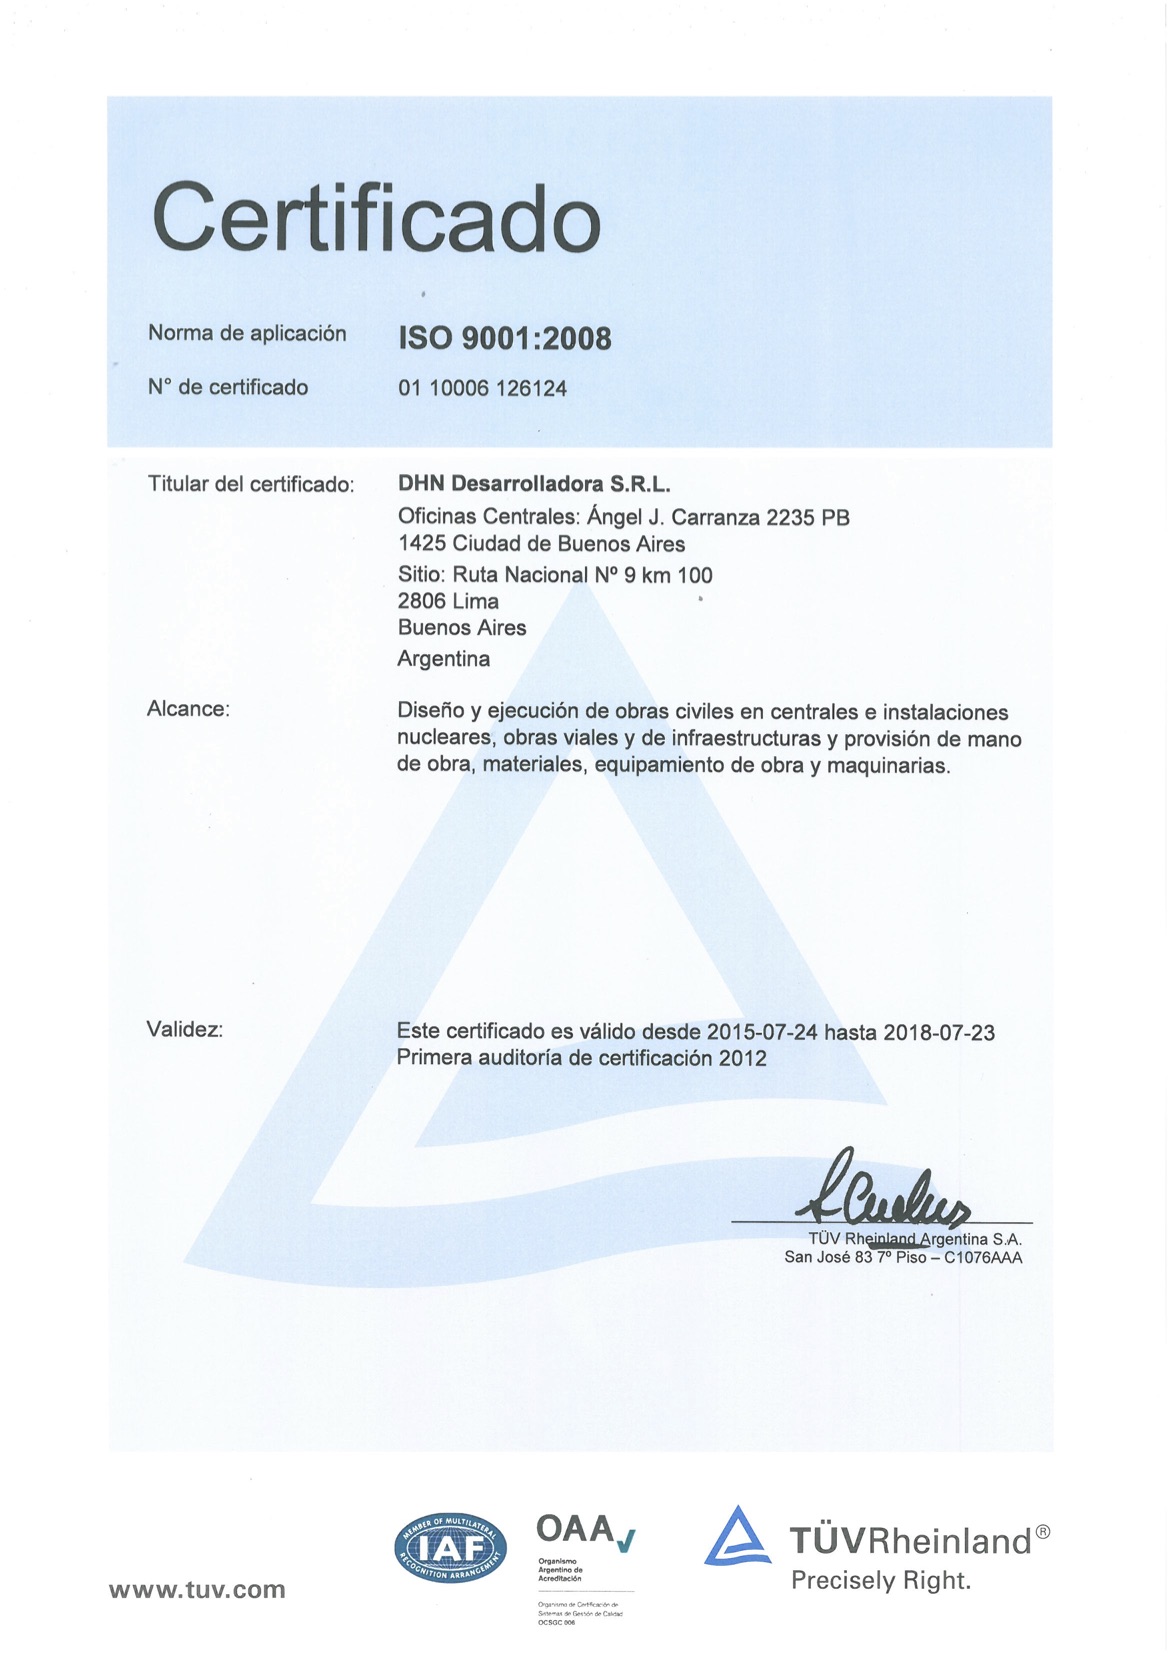 Certificado
Norma de aplicación ISO 9001:2008
N° de certificado 01 10006 126124
Titular del certificado: DHN Desarrolladora S.R.L.
Oficinas Centrales: Ángel J. Carranza 2235 PB
1425 Ciudad de Buenos Aires
Sitio: Ruta Nacional Nº 9 km 100
2806 Lima
Buenos Aires
Argentina
Alcance: Diseño y ejecución de obras civiles en centrales e instalaciones
nucleares, obras viales y de infraestructuras y provisión de mano
de obra, materiales, equipamiento de obra y maquinarias.
Validez: Este certificado es válido desde 2015-07-24 hasta 2018-07-23
Primera auditoría de certificación 2012
TÜV Rheinland Argentina S.A.
San José 83 7º Piso – C1076AAA
www.tuv.com
MEMBER OF MULTILATERAL
IAF
RECOGNITION ARRANGEMENT
OAA
Organismo
Argentino de
Acreditación
Organismo de Certificación de
Sistemas de Gestión de Calidad
OCSGC 006
TÜVRheinland®
Precisely Right.